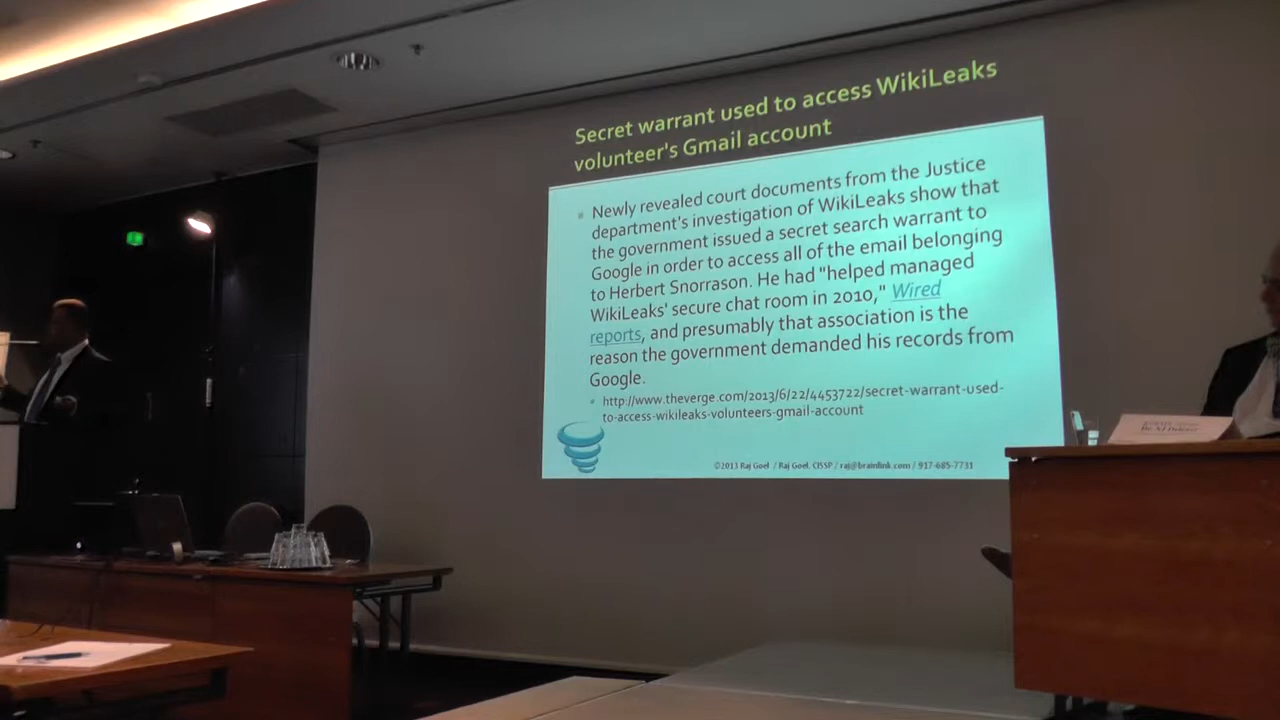 Secret warrant used to access WikiLeaks
volunteer's Gmail account
Newly revealed court documents from the Justice
department's investigation of WikiLeaks show that
the government issued a secret search warrant to
Google in order to access all of the email belonging
to Herbert Snorrason. He had "helped managed
WikiLeaks' secure chat room in 2010," Wired
reports, and presumably that association is the
reason the government demanded his records from
Google.
http://www.theverge.com/2013/6/22/4453722/secret-warrant-used-
to-access-wikileaks-volunteers-gmail-account
©2013 Raj Goel / Raj Goel, CISSP / raj@brainlink.com / 917-685-7731